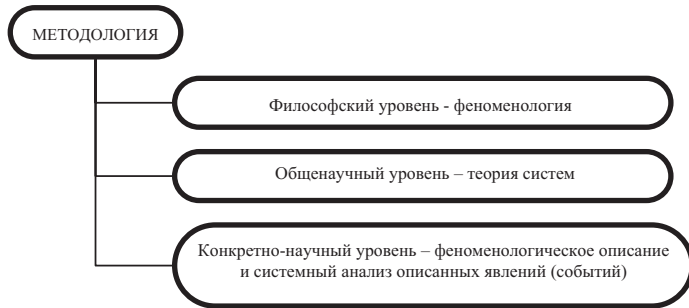 МЕТОДОЛОГИЯ
Философский уровень - феноменология
Общенаучный уровень – теория систем
Конкретно-научный уровень – феноменологическое описание
и системный анализ описанных явлений (событий)